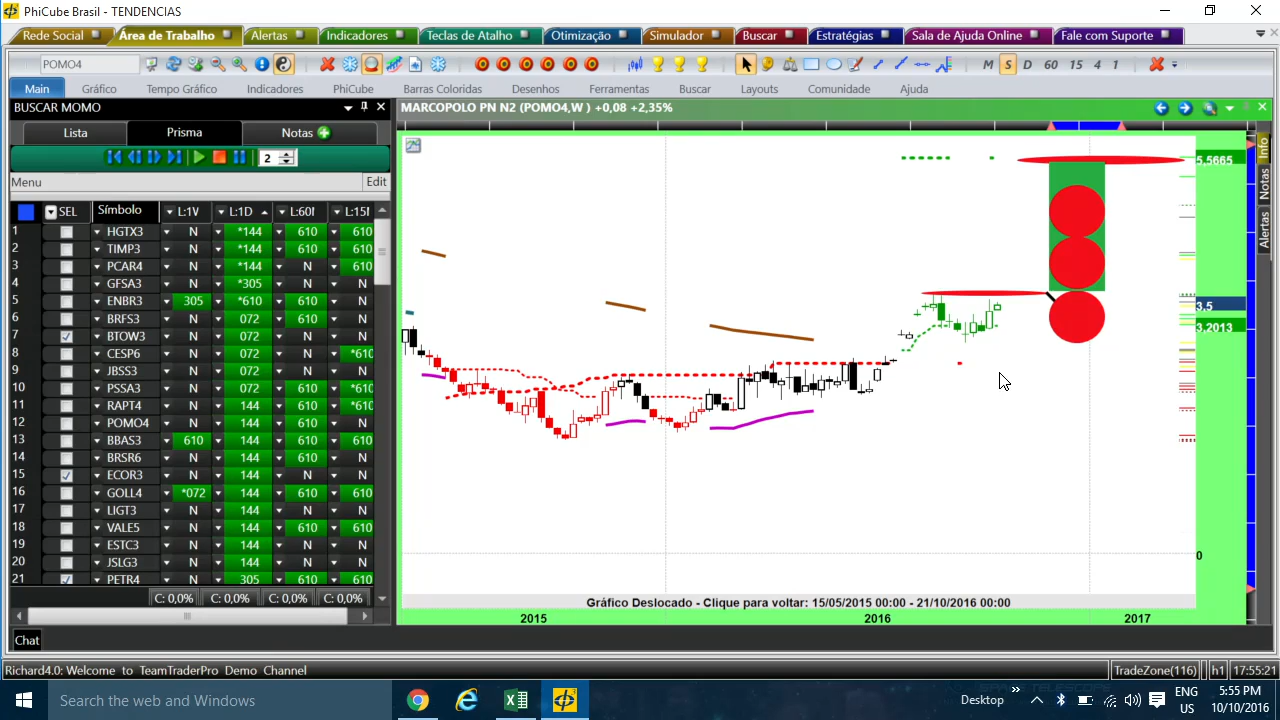 PhiCube Brasil - TENDENCIAS
Rede Social Área de Trabalho Alertas Indicadores Teclas de Atalho Otimização Simulador Buscar Estratégias Sala de Ajuda Online Fale com Suporte
POMO4 M S D 60 15 4 1
Main Gráfico Tempo Gráfico Indicadores PhiCube Barras Coloridas Desenhos Ferramentas Buscar Layouts Comunidade Ajuda
BUSCAR MOMO
MARCOPOLO PN N2 (POMO4,W ) +0,08 +2,35%
Lista Prisma Notas
2
Menu Edit
SEL Símbolo L:1V L:1D L:60I L:15I
1 HGTX3 N *144 610 610
2 TIMP3 N *144 610 610
3 PCAR4 N *144 N 610
4 GFSA3 N *305 N N
5 ENBR3 305 *610 N N
6 BRFS3 N 072 610 N
7 BTOW3 N 072 N N
8 CESP6 N 072 N *610
9 JBSS3 N 072 N N
10 PSSA3 N 072 610 *610
11 RAPT4 N 144 610 *610
12 POMO4 N 144 610 N
13 BBAS3 610 144 610 610
14 BRSR6 N 144 610 N
15 ECOR3 N 144 N N
16 GOLL4 *072 144 610 610
17 LIGT3 N 144 N N
18 VALE5 N 144 610 610
19 ESTC3 N 144 N N
20 JSLG3 N 144 N N
21 PETR4 N 305 610 610
C: 0,0% C: 0,0% C: 0,0% C: 0,0%
5.5665
3.5
3.2013
0
Info
Notas
Alertas
Gráfico Deslocado - Clique para voltar: 15/05/2015 00:00 - 21/10/2016 00:00
2015 2016 2017
Chat
Richard4.0: Welcome to TeamTraderPro Demo Channel
TradeZone(116) h1 17:55:21
Search the web and Windows
Desktop
ENG
US
5:55 PM
10/10/2016